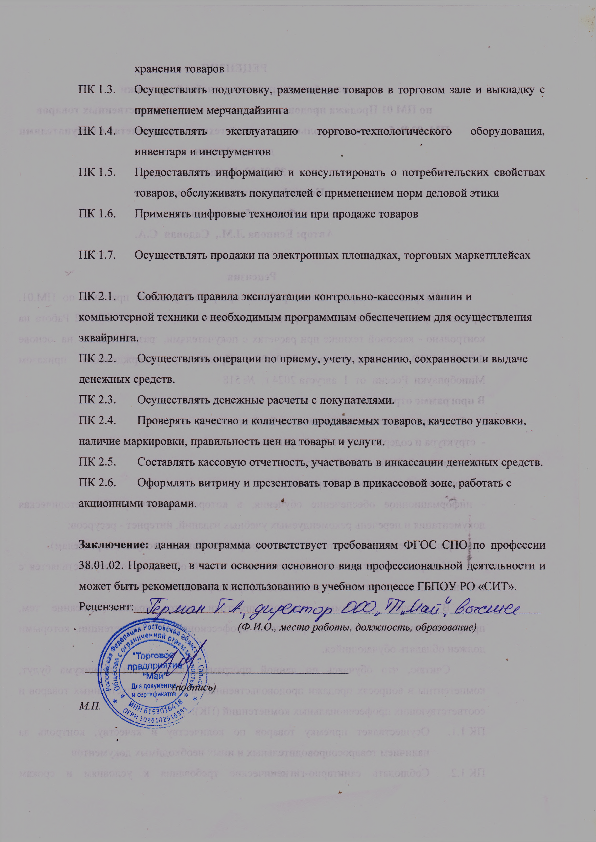 хранения товаров
ПК 1.3. Осуществлять подготовку, размещение товаров в торговом зале и выкладку с
применением мерчандайзинга
ПК 1.4. Осуществлять эксплуатацию торгово-технологического оборудования,
инвентаря и инструментов
ПК 1.5. Предоставлять информацию и консультировать о потребительских свойствах
товаров, обслуживать покупателей с применением норм деловой этики
ПК 1.6. Применять цифровые технологии при продаже товаров
ПК 1.7. Осуществлять продажи на электронных площадках, торговых маркетплейсах
ПК 2.1. Соблюдать правила эксплуатации контрольно-кассовых машин и
компьютерной техники с необходимым программным обеспечением для осуществления
эквайринга.
ПК 2.2. Осуществлять операции по приему, учету, хранению, сохранности и выдаче
денежных средств.
ПК 2.3. Осуществлять денежные расчеты с покупателями.
ПК 2.4. Проверять качество и количество продаваемых товаров, качество упаковки,
наличие маркировки, правильность цен на товары и услуги.
ПК 2.5. Составлять кассовую отчетность, участвовать в инкассации денежных средств.
ПК 2.6. Оформлять витрину и презентовать товар в прикассовой зоне, работать с
акционными товарами.
Заключение: данная программа соответствует требованиям ФГОС СПО по профессии
38.01.02. Продавец, в части освоения основного вида профессиональной деятельности и
может быть рекомендована к использованию в учебном процессе ГБПОУ РО «СИТ».
Рецензент: Герман Г.А, директор ООО "Т.П. Май", высшее
(Ф.И.О., место работы, должность, образование)
"Торговое
предприятие
"Май"
Для документов
и сертификатов
(подпись)
М.П.